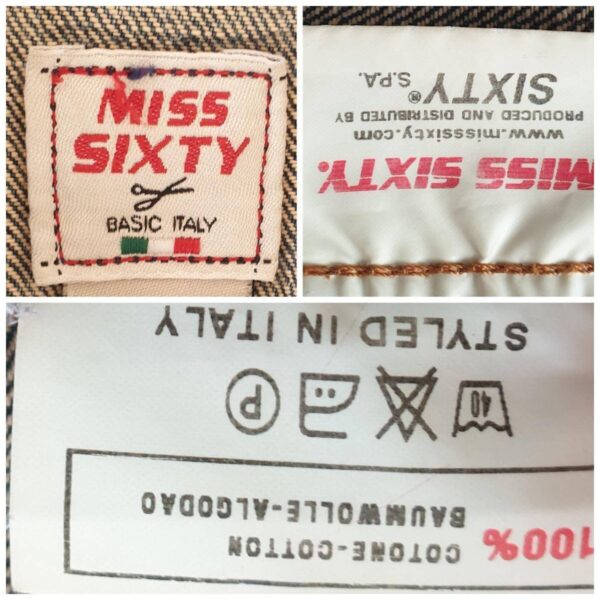 MISS
SIXTY
BASIC ITALY
MISS SIXTY.
www.misssixty.com
PRODUCED AND DISTRIBUTED BY
SIXTY® S.P.A.
100% COTONE-COTTON
BAUMWOLLE-ALGODAO
40 P
STYLED IN ITALY